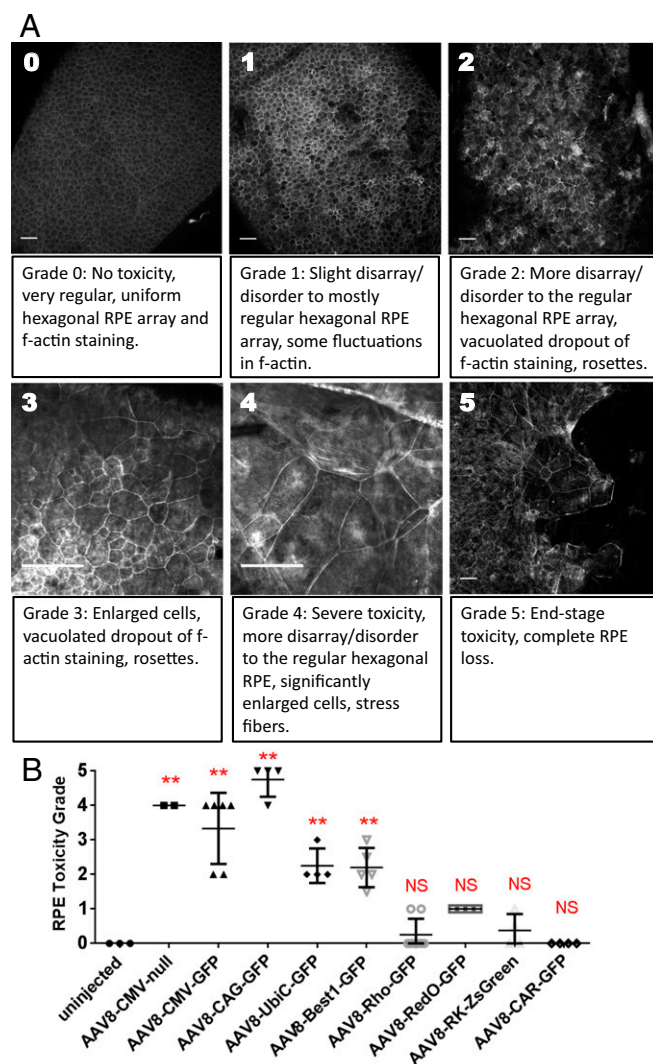 A
0
1
2
Grade 0: No toxicity,
very regular, uniform
hexagonal RPE array and
f-actin staining.
Grade 1: Slight disarray/
disorder to mostly
regular hexagonal RPE
array, some fluctuations
in f-actin.
Grade 2: More disarray/
disorder to the regular
hexagonal RPE array,
vacuolated dropout of
f-actin staining, rosettes.
3
4
5
Grade 3: Enlarged cells,
vacuolated dropout of f-
actin staining, rosettes.
Grade 4: Severe toxicity,
more disarray/disorder
to the regular hexagonal
RPE, significantly
enlarged cells, stress
fibers.
Grade 5: End-stage
toxicity, complete RPE
loss.
B
RPE Toxicity Grade
5
4
3
2
1
0
**
**
**
**
**
NS
NS
NS
NS
uninjected
AAV8-CMV-null
AAV8-CMV-GFP
AAV8-CAG-GFP
AAV8-UbiC-GFP
AAV8-Best1-GFP
AAV8-Rho-GFP
AAV8-RedO-GFP
AAV8-RK-ZsGreen
AAV8-CAR-GFP